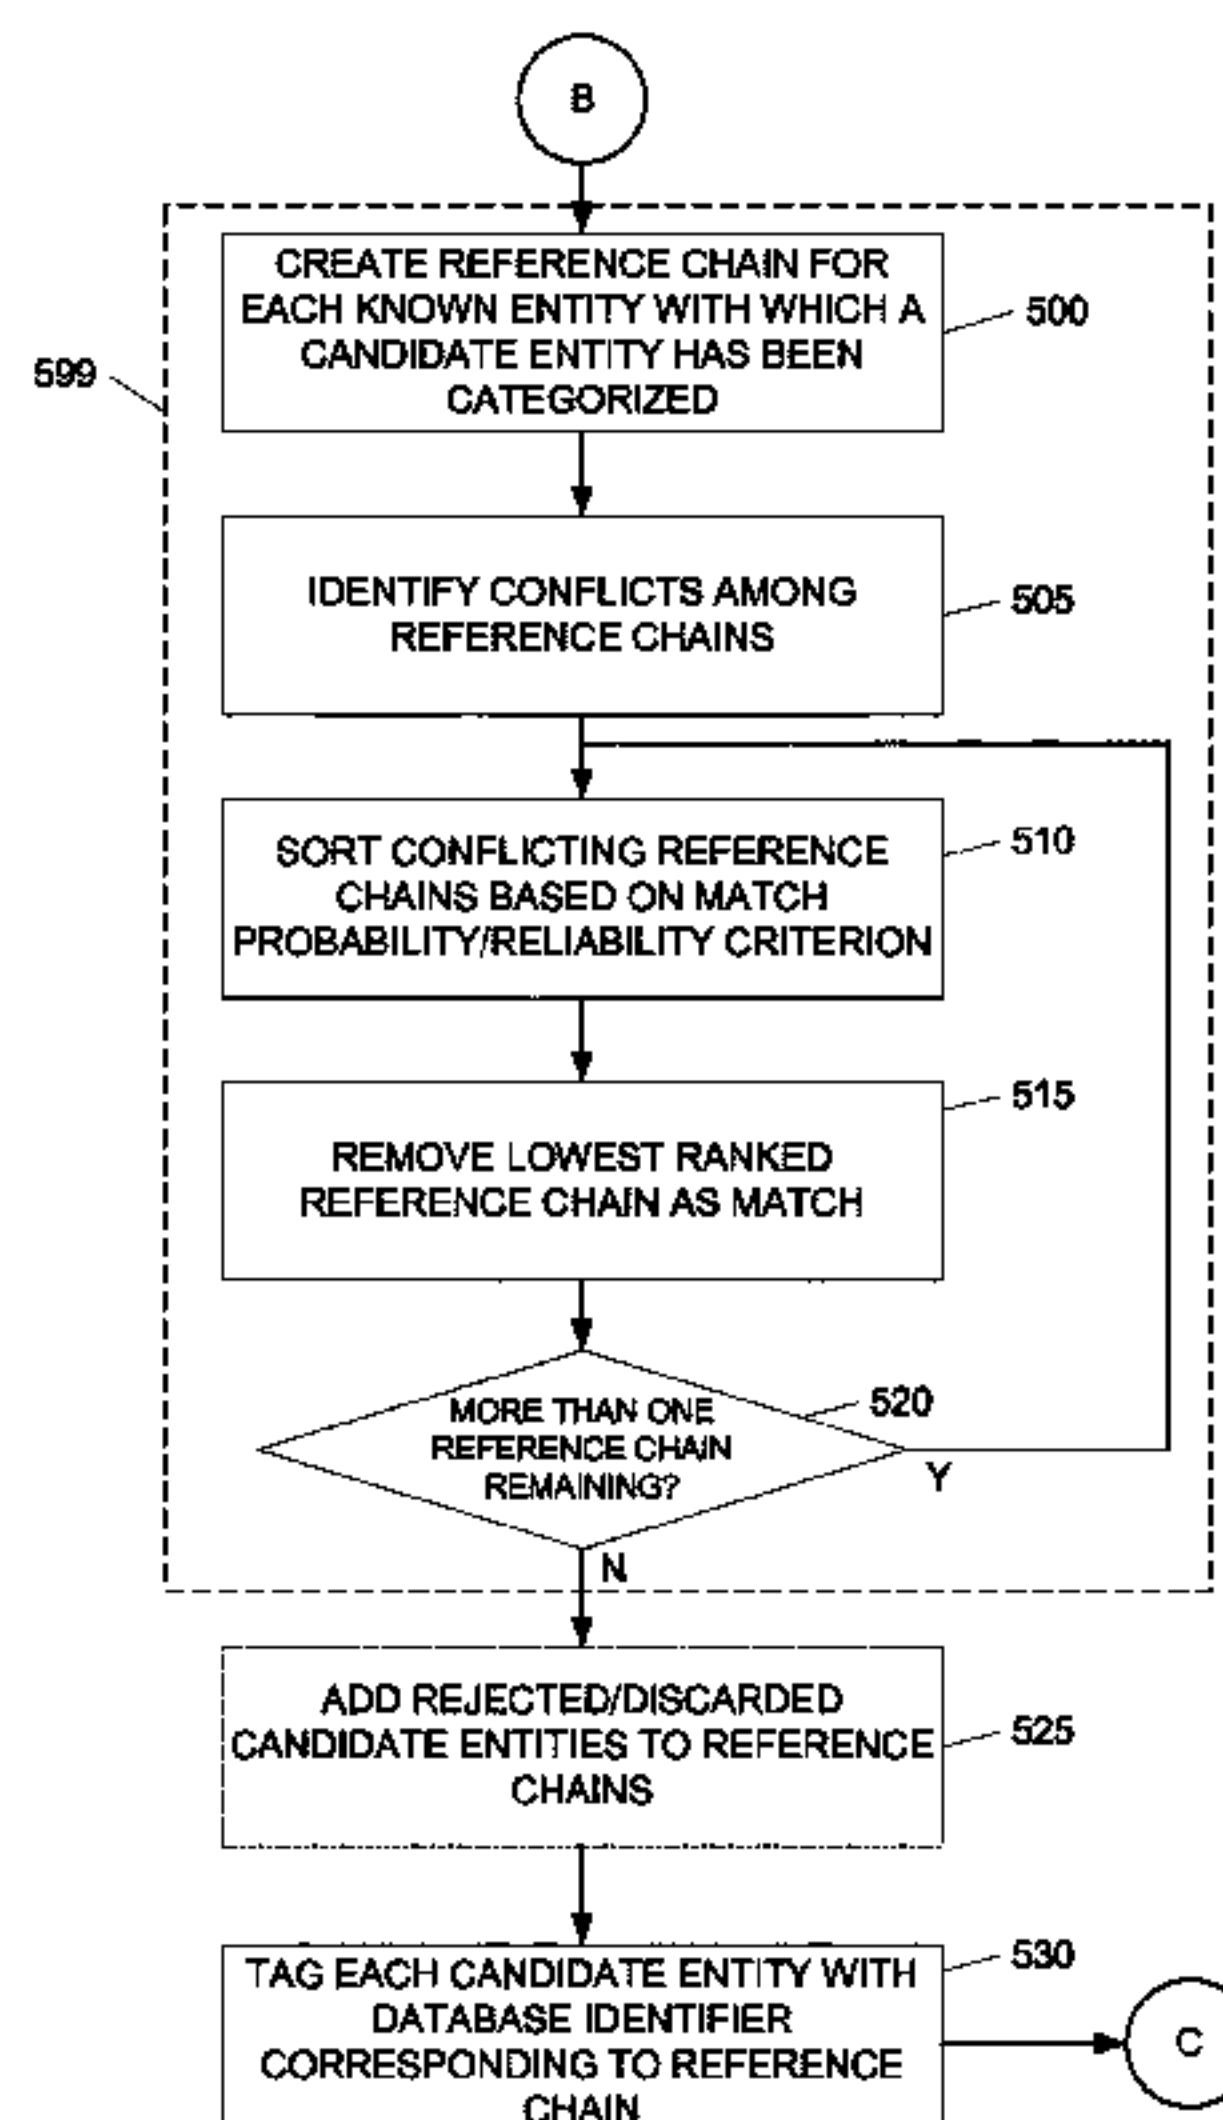 B
CREATE REFERENCE CHAIN FOR
EACH KNOWN ENTITY WITH WHICH A
CANDIDATE ENTITY HAS BEEN
CATEGORIZED
500
599
IDENTIFY CONFLICTS AMONG
REFERENCE CHAINS
505
SORT CONFLICTING REFERENCE
CHAINS BASED ON MATCH
PROBABILITY/RELIABILITY CRITERION
510
REMOVE LOWEST RANKED
REFERENCE CHAIN AS MATCH
515
MORE THAN ONE
REFERENCE CHAIN
REMAINING?
520
Y
N
ADD REJECTED/DISCARDED
CANDIDATE ENTITIES TO REFERENCE
CHAINS
525
TAG EACH CANDIDATE ENTITY WITH
DATABASE IDENTIFIER
CORRESPONDING TO REFERENCE
CHAIN
530
C